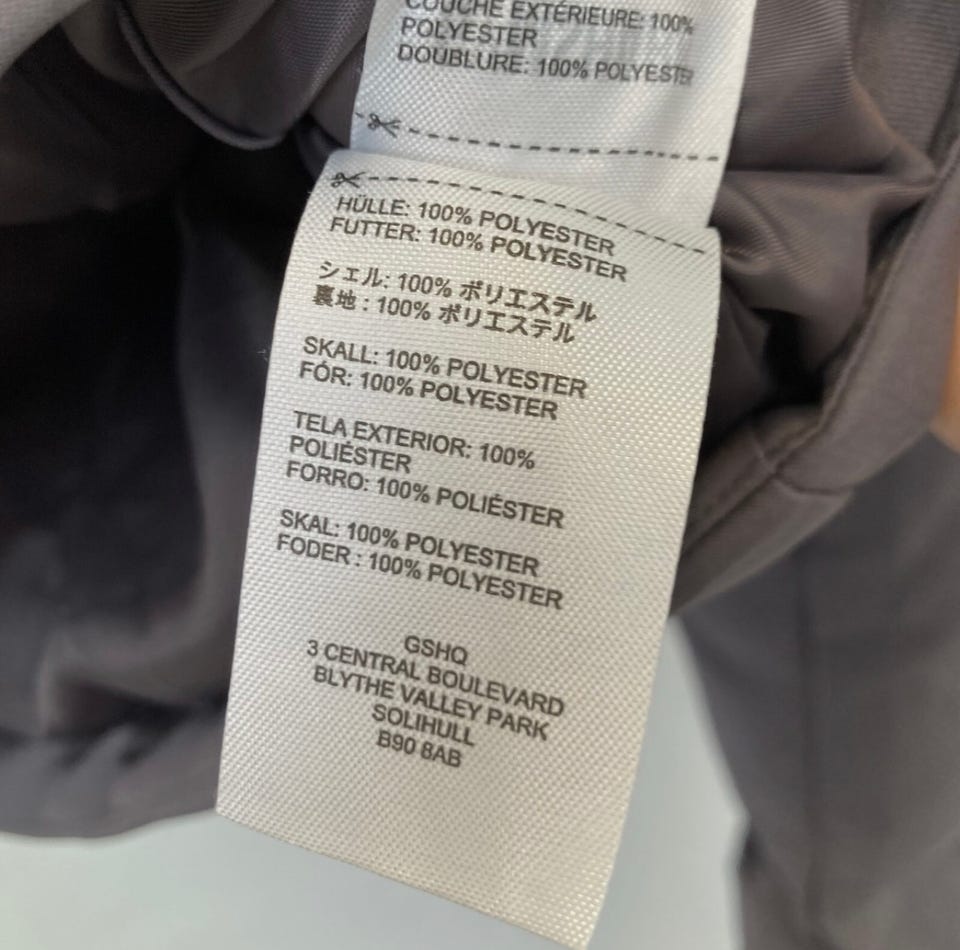 COUCHE EXTÉRIEURE: 100%
POLYESTER
DOUBLURE: 100% POLYESTER
HÜLLE: 100% POLYESTER
FUTTER: 100% POLYESTER
シェル: 100% ポリエステル
裏地 : 100% ポリエステル
SKALL: 100% POLYESTER
FÓR: 100% POLYESTER
TELA EXTERIOR: 100%
POLIÉSTER
FORRO: 100% POLIÉSTER
SKAL: 100% POLYESTER
FODER : 100% POLYESTER
GSHQ
3 CENTRAL BOULEVARD
BLYTHE VALLEY PARK
SOLIHULL
B90 8AB